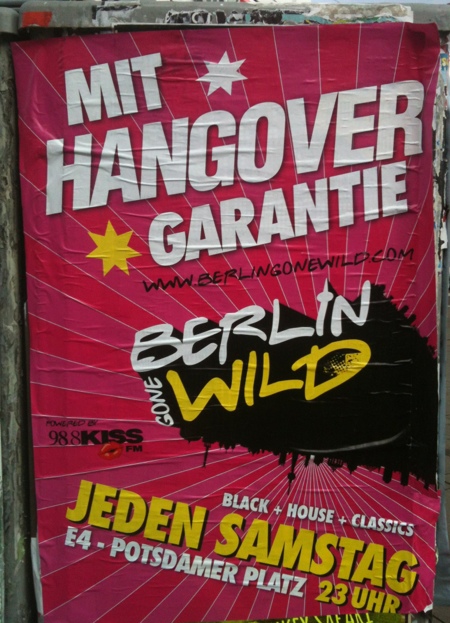 MIT
HANGOVER
GARANTIE
WWW.BERLINGONEWILD.COM
BERLIN
GONE WILD
POWERED BY
98 8 KISS
FM
BLACK + HOUSE + CLASSICS
JEDEN SAMSTAG
E4 - POTSDAMER PLATZ 23 UHR